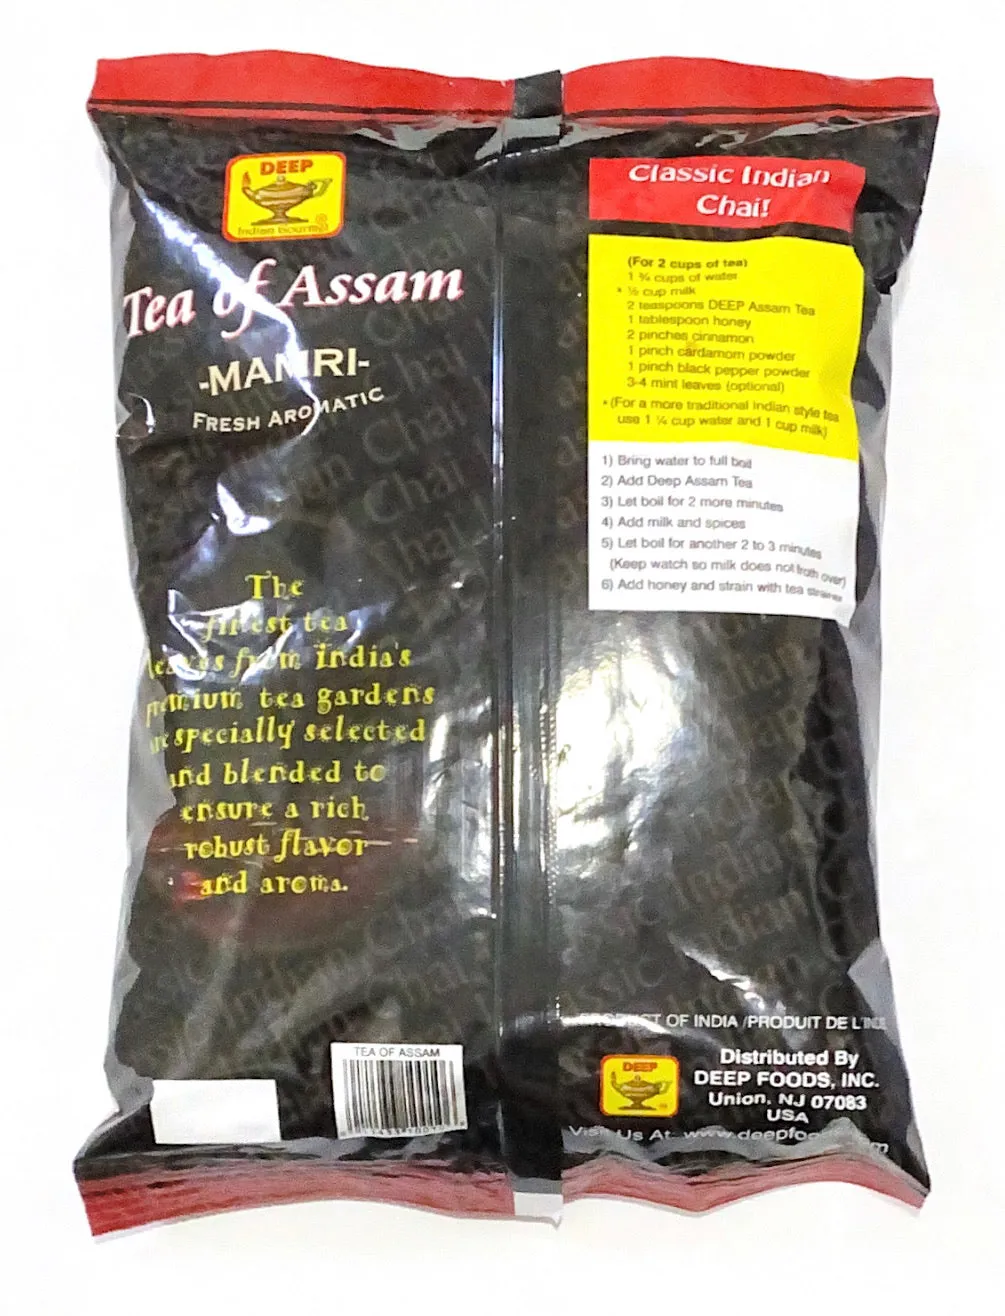 DEEP
Indian Gourmet
Tea of Assam
-MAMRI-
FRESH AROMATIC
The
finest tea
leaves from India's
premium tea gardens
are specially selected
and blended to
ensure a rich
robust flavor
and aroma.
TEA OF ASSAM
Classic Indian
Chai!
(For 2 cups of tea)
1 ¾ cups of water
* ½ cup milk
2 teaspoons DEEP Assam Tea
1 tablespoon honey
2 pinches cinnamon
1 pinch cardamom powder
1 pinch black pepper powder
3-4 mint leaves (optional)
*(For a more traditional Indian style tea
use 1 ¼ cup water and 1 cup milk)
1) Bring water to full boil
2) Add Deep Assam Tea
3) Let boil for 2 more minutes
4) Add milk and spices
5) Let boil for another 2 to 3 minutes
(Keep watch so milk does not froth over)
6) Add honey and strain with tea strainer
PRODUCT OF INDIA /PRODUIT DE L'INDE
DEEP
Distributed By
DEEP FOODS, INC.
Union, NJ 07083
USA
Visit Us At www.deepfoods.com